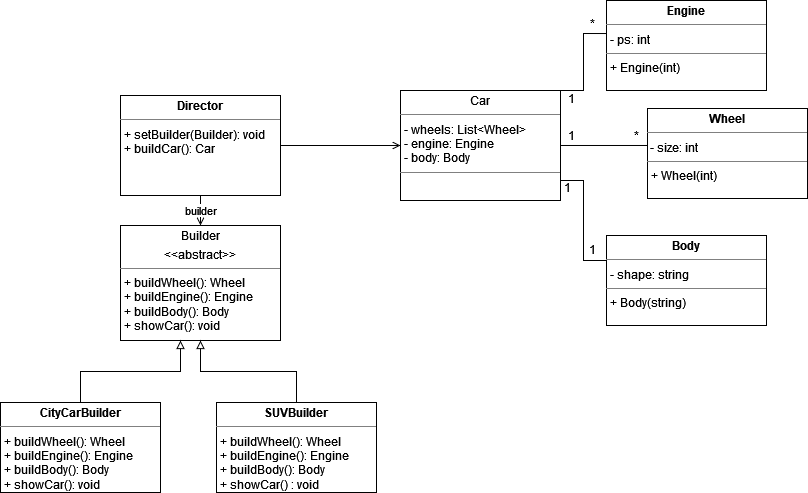 Engine
- ps: int
+ Engine(int)
*
1
Director
+ setBuilder(Builder): void
+ buildCar(): Car
Car
- wheels: List<Wheel>
- engine: Engine
- body: Body
1
*
Wheel
- size: int
+ Wheel(int)
1
1
Body
- shape: string
+ Body(string)
builder
Builder
<<abstract>>
+ buildWheel(): Wheel
+ buildEngine(): Engine
+ buildBody(): Body
+ showCar(): void
CityCarBuilder
+ buildWheel(): Wheel
+ buildEngine(): Engine
+ buildBody(): Body
+ showCar(): void
SUVBuilder
+ buildWheel(): Wheel
+ buildEngine(): Engine
+ buildBody(): Body
+ showCar() : void